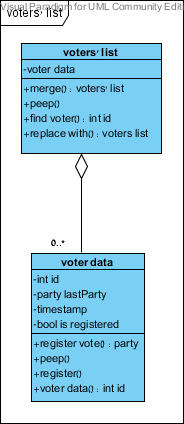 Visual Paradigm for UML Community Edit
voters' list
voters' list
-voter data
+merge() : voters' list
+peep()
+find voter() : int id
+replace with() : voters list
0..*
voter data
-int id
-party lastParty
-timestamp
-bool is registered
+register vote() : party
+peep()
+register()
+voter data() : int id